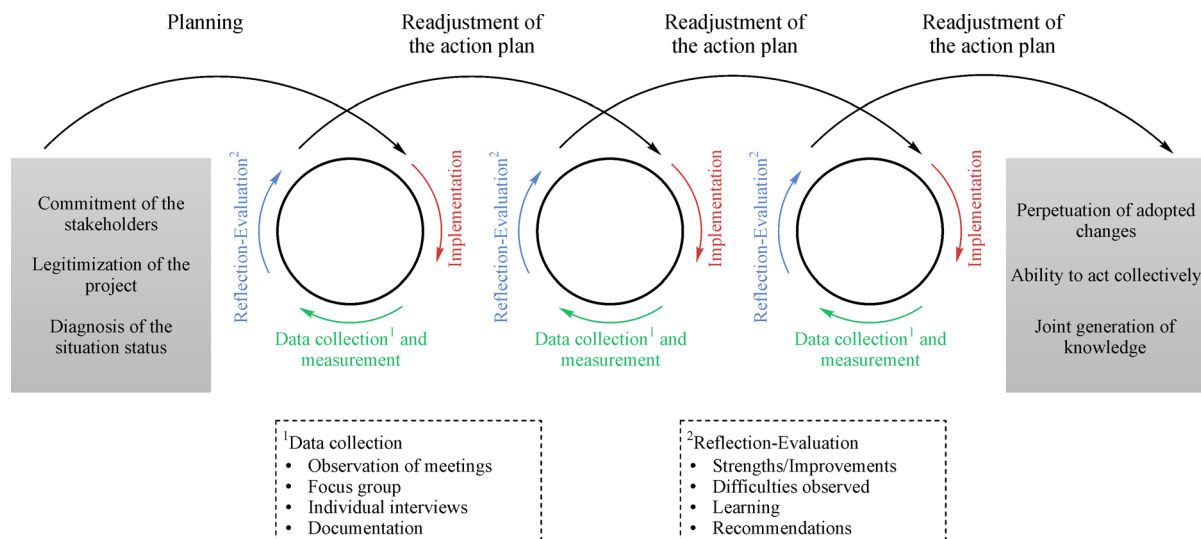 Planning
Readjustment of
the action plan
Readjustment of
the action plan
Readjustment of
the action plan
Commitment of the
stakeholders
Legitimization of the
project
Diagnosis of the
situation status
Reflection-Evaluation²
Implementation
Data collection¹ and
measurement
Reflection-Evaluation²
Implementation
Data collection¹ and
measurement
Reflection-Evaluation²
Implementation
Data collection¹ and
measurement
Perpetuation of adopted
changes
Ability to act collectively
Joint generation of
knowledge
¹Data collection
• Observation of meetings
• Focus group
• Individual interviews
• Documentation
²Reflection-Evaluation
• Strengths/Improvements
• Difficulties observed
• Learning
• Recommendations